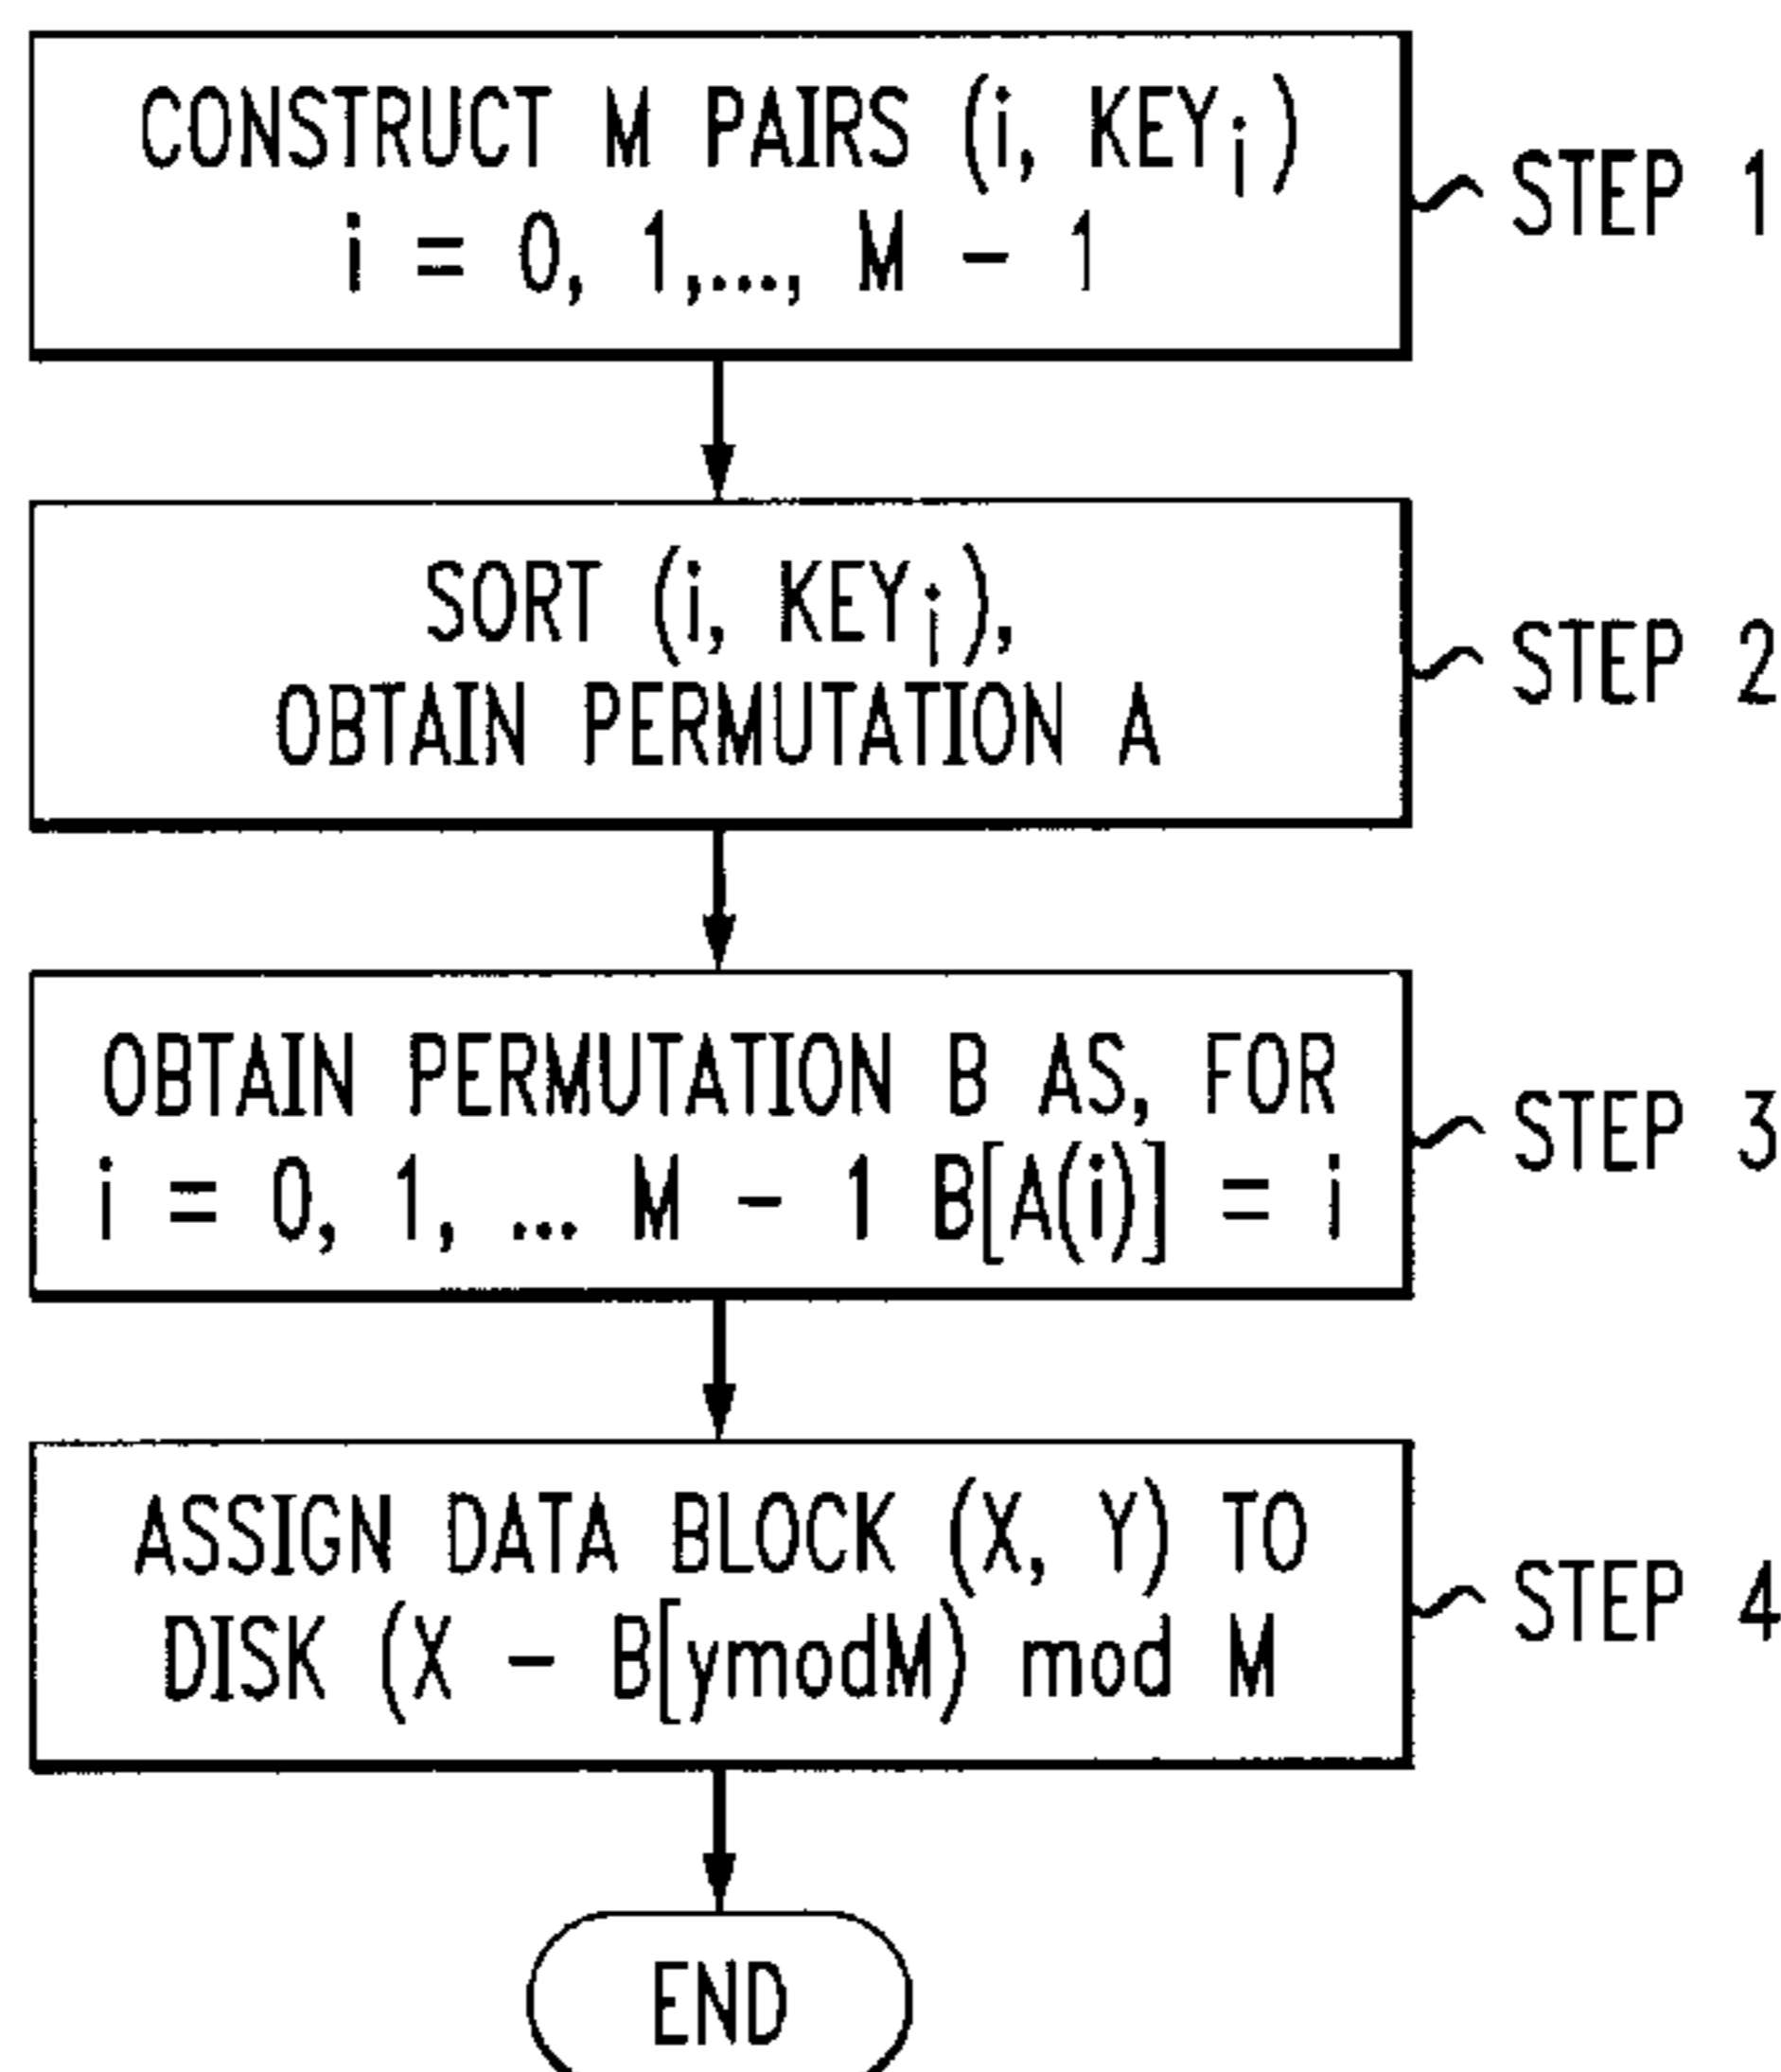 CONSTRUCT M PAIRS (i, KEYi)
i = 0, 1,..., M - 1
STEP 1
SORT (i, KEYi),
OBTAIN PERMUTATION A
STEP 2
OBTAIN PERMUTATION B AS, FOR
i = 0, 1, ... M - 1 B[A(i)] = i
STEP 3
ASSIGN DATA BLOCK (X, Y) TO
DISK (X - B[ymodM) mod M
STEP 4
END